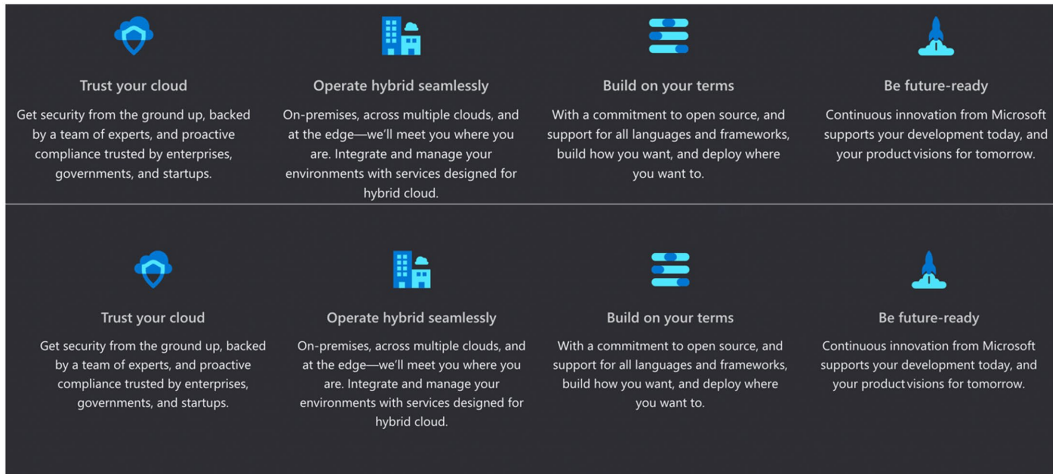 Trust your cloud
Get security from the ground up, backed
by a team of experts, and proactive
compliance trusted by enterprises,
governments, and startups.
Operate hybrid seamlessly
On-premises, across multiple clouds, and
at the edge—we'll meet you where you
are. Integrate and manage your
environments with services designed for
hybrid cloud.
Build on your terms
With a commitment to open source, and
support for all languages and frameworks,
build how you want, and deploy where
you want to.
Be future-ready
Continuous innovation from Microsoft
supports your development today, and
your product visions for tomorrow.
Trust your cloud
Get security from the ground up, backed
by a team of experts, and proactive
compliance trusted by enterprises,
governments, and startups.
Operate hybrid seamlessly
On-premises, across multiple clouds, and
at the edge—we'll meet you where you
are. Integrate and manage your
environments with services designed for
hybrid cloud.
Build on your terms
With a commitment to open source, and
support for all languages and frameworks,
build how you want, and deploy where
you want to.
Be future-ready
Continuous innovation from Microsoft
supports your development today, and
your product visions for tomorrow.